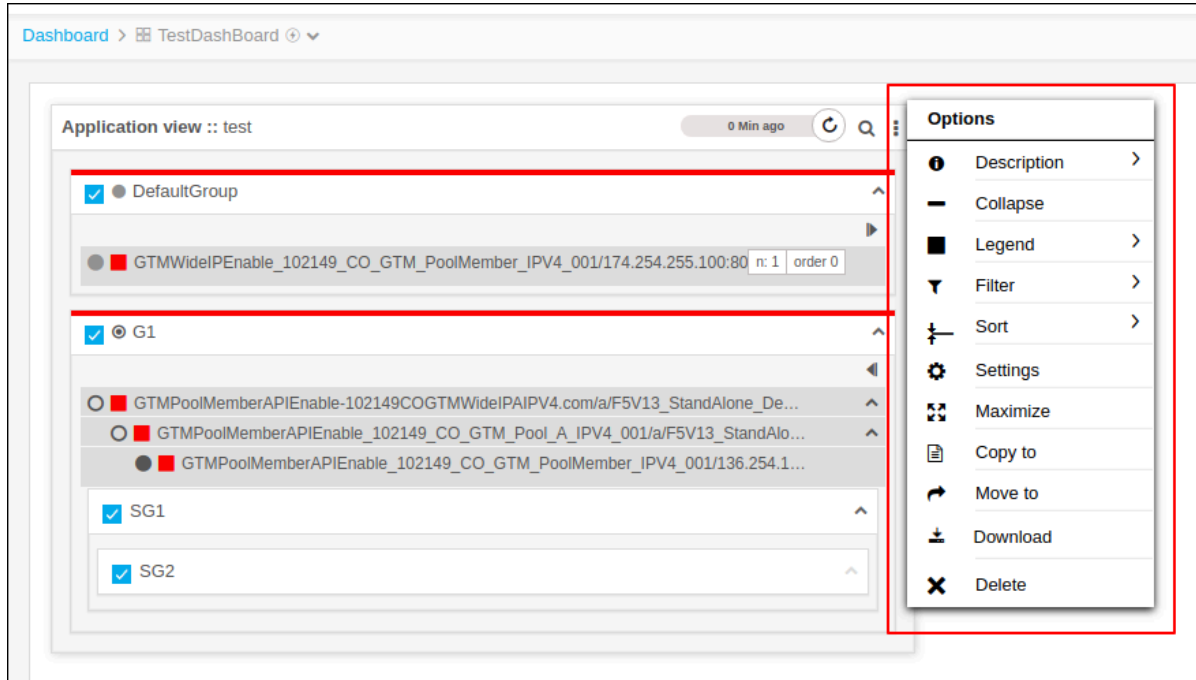 Dashboard > TestDashBoard
Application view :: test
0 Min ago
DefaultGroup
GTMWideIPEnable_102149_CO_GTM_PoolMember_IPV4_001/174.254.255.100:80 n: 1 order 0
G1
GTMPoolMemberAPIEnable-102149COGTMWideIPAIPV4.com/a/F5V13_StandAlone_De...
GTMPoolMemberAPIEnable_102149_CO_GTM_Pool_A_IPV4_001/a/F5V13_StandAlo...
GTMPoolMemberAPIEnable_102149_CO_GTM_PoolMember_IPV4_001/136.254.1...
SG1
SG2
Options
Description
Collapse
Legend
Filter
Sort
Settings
Maximize
Copy to
Move to
Download
Delete